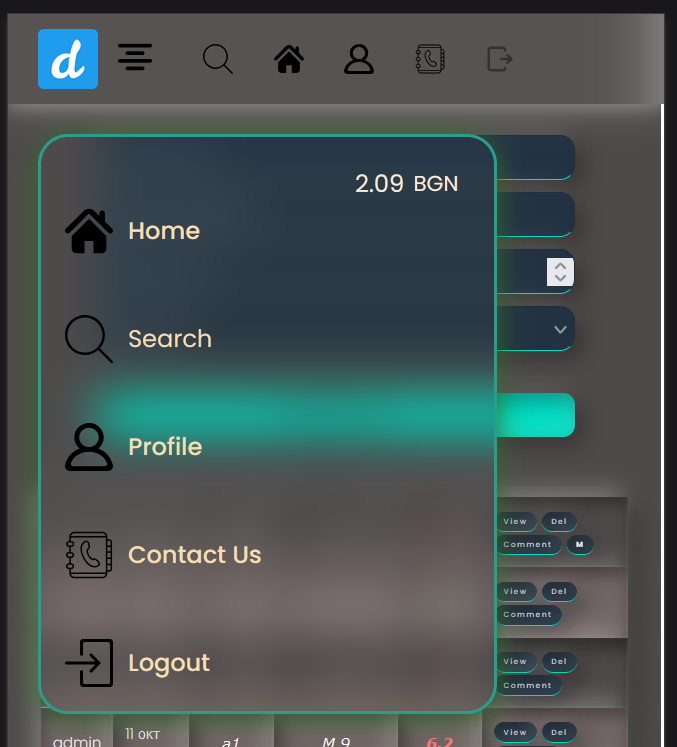 d
2.09 BGN
Home
Search
Profile
Contact Us
Logout
View Del
Comment M
View Del
Comment
View Del
Comment
admin 11 окт a1 M 9 6.2 View Del